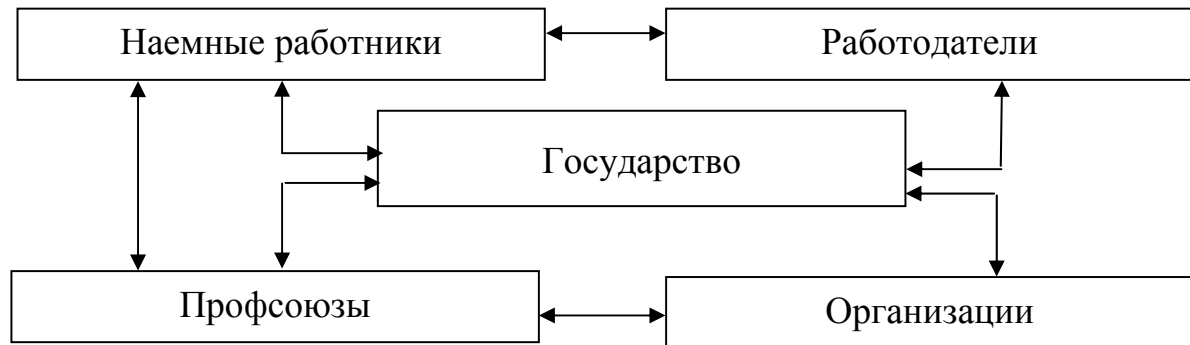 Наемные работники
Работодатели
Государство
Профсоюзы
Организации